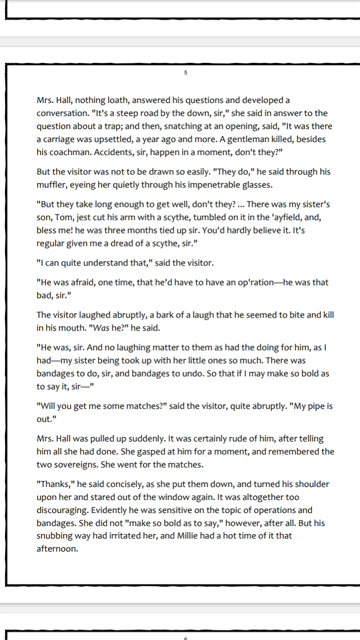 5
Mrs. Hall, nothing loath, answered his questions and developed a
conversation. "It's a steep road by the down, sir," she said in answer to the
question about a trap; and then, snatching at an opening, said, "It was there
a carriage was upsettled, a year ago and more. A gentleman killed, besides
his coachman. Accidents, sir, happen in a moment, don't they?"
But the visitor was not to be drawn so easily. "They do," he said through his
muffler, eyeing her quietly through his impenetrable glasses.
"But they take long enough to get well, don't they? ... There was my sister's
son, Tom, jest cut his arm with a scythe, tumbled on it in the 'ayfield, and,
bless me! he was three months tied up sir. You'd hardly believe it. It's
regular given me a dread of a scythe, sir."
"I can quite understand that," said the visitor.
"He was afraid, one time, that he'd have to have an op'ration—he was that
bad, sir."
The visitor laughed abruptly, a bark of a laugh that he seemed to bite and kill
in his mouth. "Was he?" he said.
"He was, sir. And no laughing matter to them as had the doing for him, as I
had—my sister being took up with her little ones so much. There was
bandages to do, sir, and bandages to undo. So that if I may make so bold as
to say it, sir—"
"Will you get me some matches?" said the visitor, quite abruptly. "My pipe is
out."
Mrs. Hall was pulled up suddenly. It was certainly rude of him, after telling
him all she had done. She gasped at him for a moment, and remembered the
two sovereigns. She went for the matches.
"Thanks," he said concisely, as she put them down, and turned his shoulder
upon her and stared out of the window again. It was altogether too
discouraging. Evidently he was sensitive on the topic of operations and
bandages. She did not "make so bold as to say," however, after all. But his
snubbing way had irritated her, and Millie had a hot time of it that
afternoon.